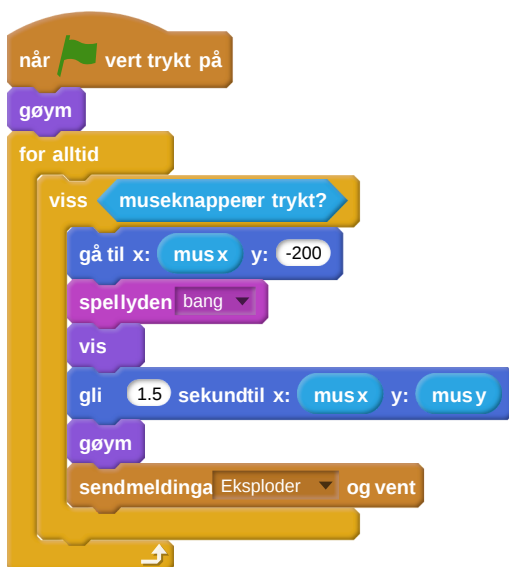 når vert trykt på
gøym
for alltid
viss museknappen er trykt?
gå til x: mus x y: -200
spel lyden bang
vis
gli 1.5 sekund til x: mus x y: mus y
gøym
send meldinga Eksploder og vent